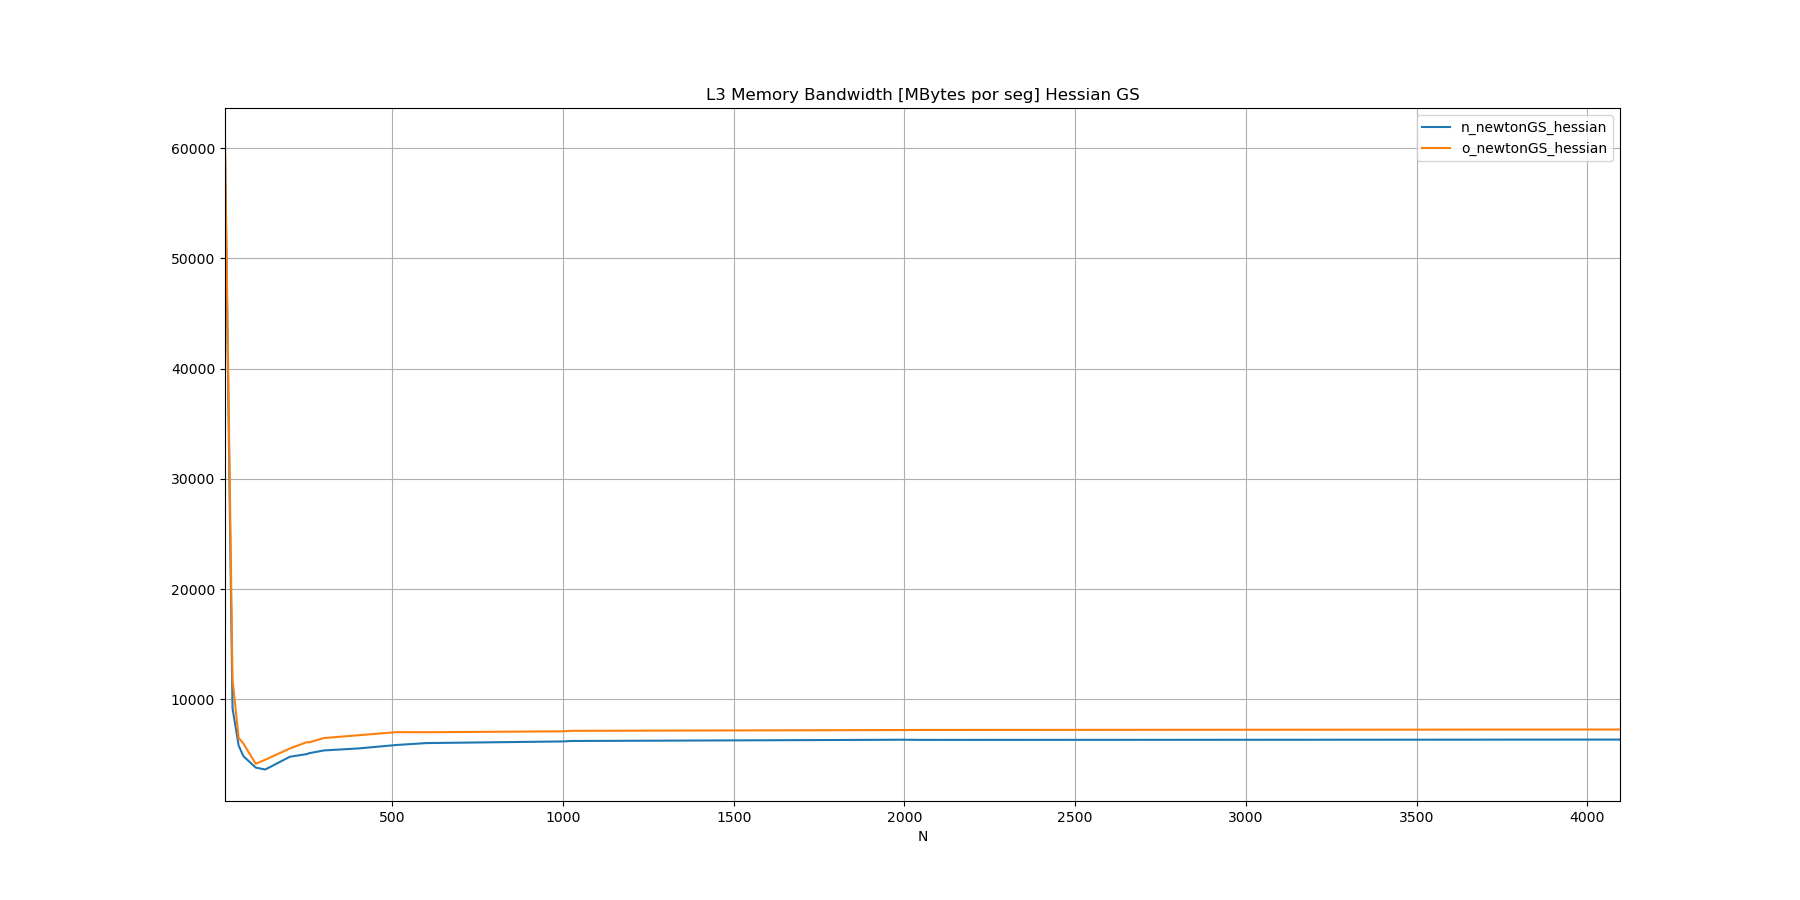 L3 Memory Bandwidth [MBytes por seg] Hessian GS
n_newtonGS_hessian
o_newtonGS_hessian
60000
50000
40000
30000
20000
10000
500 1000 1500 2000 2500 3000 3500 4000
N